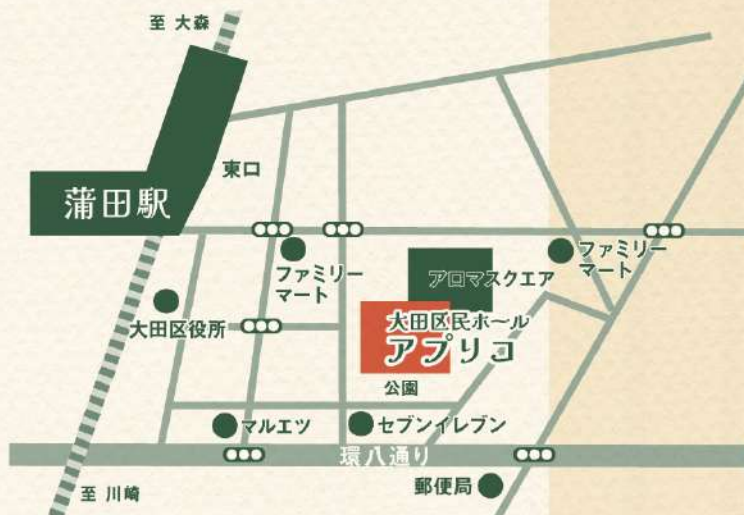 至 大森
東口
蒲田駅
ファミリー
マート
アロマスクエア
ファミリー
マート
大田区役所
大田区民ホール
アプリコ
公園
マルエツ
セブンイレブン
環八通り
至 川崎
郵便局